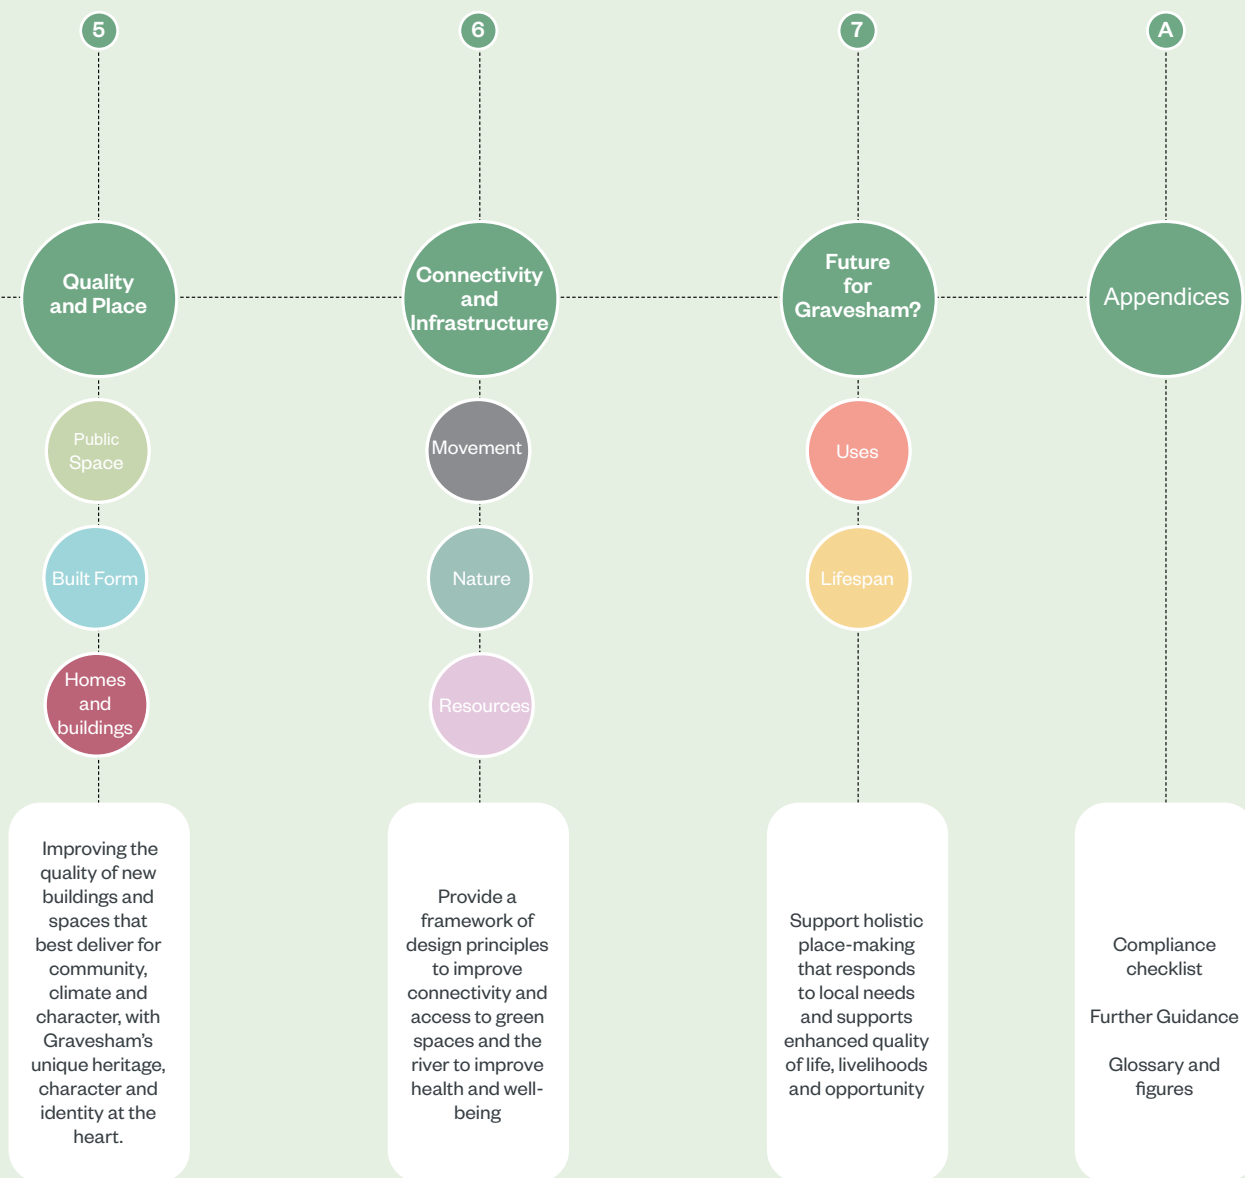 5
Quality
and Place
Public
Space
Built Form
Homes
and
buildings
Improving the
quality of new
buildings and
spaces that
best deliver for
community,
climate and
character, with
Gravesham’s
unique heritage,
character and
identity at the
heart.
6
Connectivity
and
Infrastructure
Movement
Nature
Resources
Provide a
framework of
design principles
to improve
connectivity and
access to green
spaces and the
river to improve
health and well-
being
7
Future
for
Gravesham?
Uses
Lifespan
Support holistic
place-making
that responds
to local needs
and supports
enhanced quality
of life, livelihoods
and opportunity
A
Appendices
Compliance
checklist
Further Guidance
Glossary and
figures